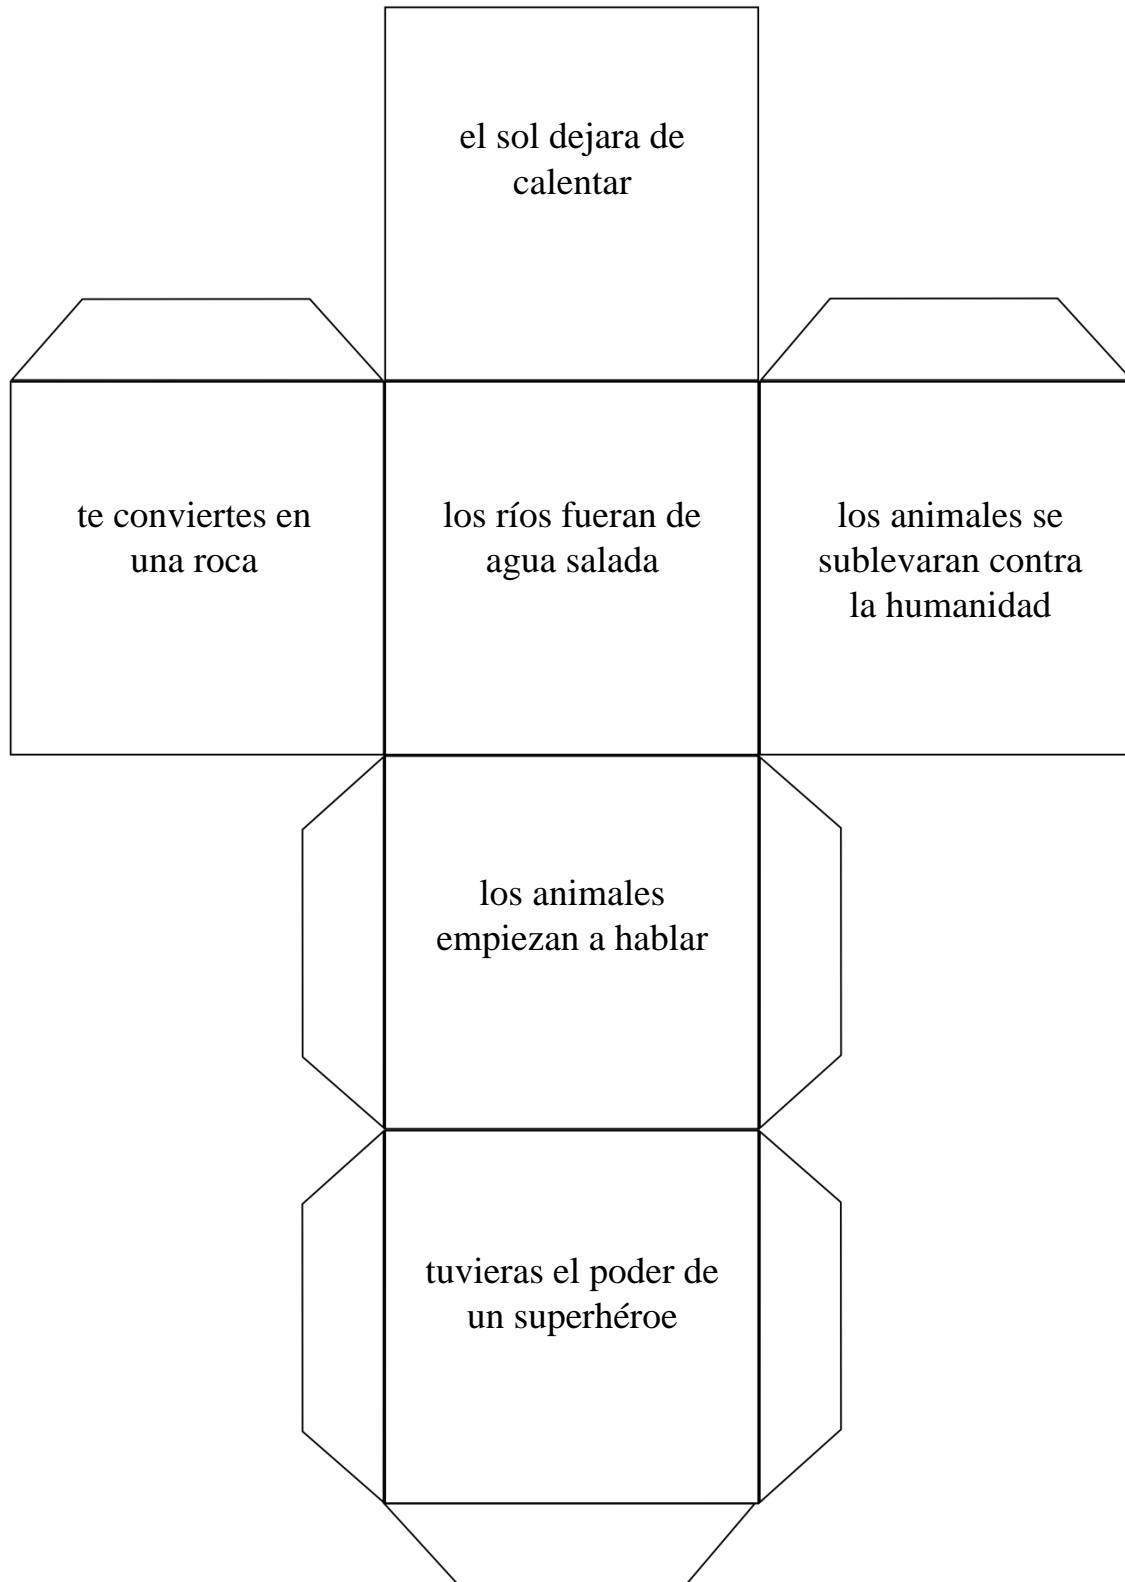 el sol dejara de
calentar
te conviertes en
una roca
los ríos fueran de
agua salada
los animales se
sublevaran contra
la humanidad
los animales
empiezan a hablar
tuvieras el poder de
un superhéroe